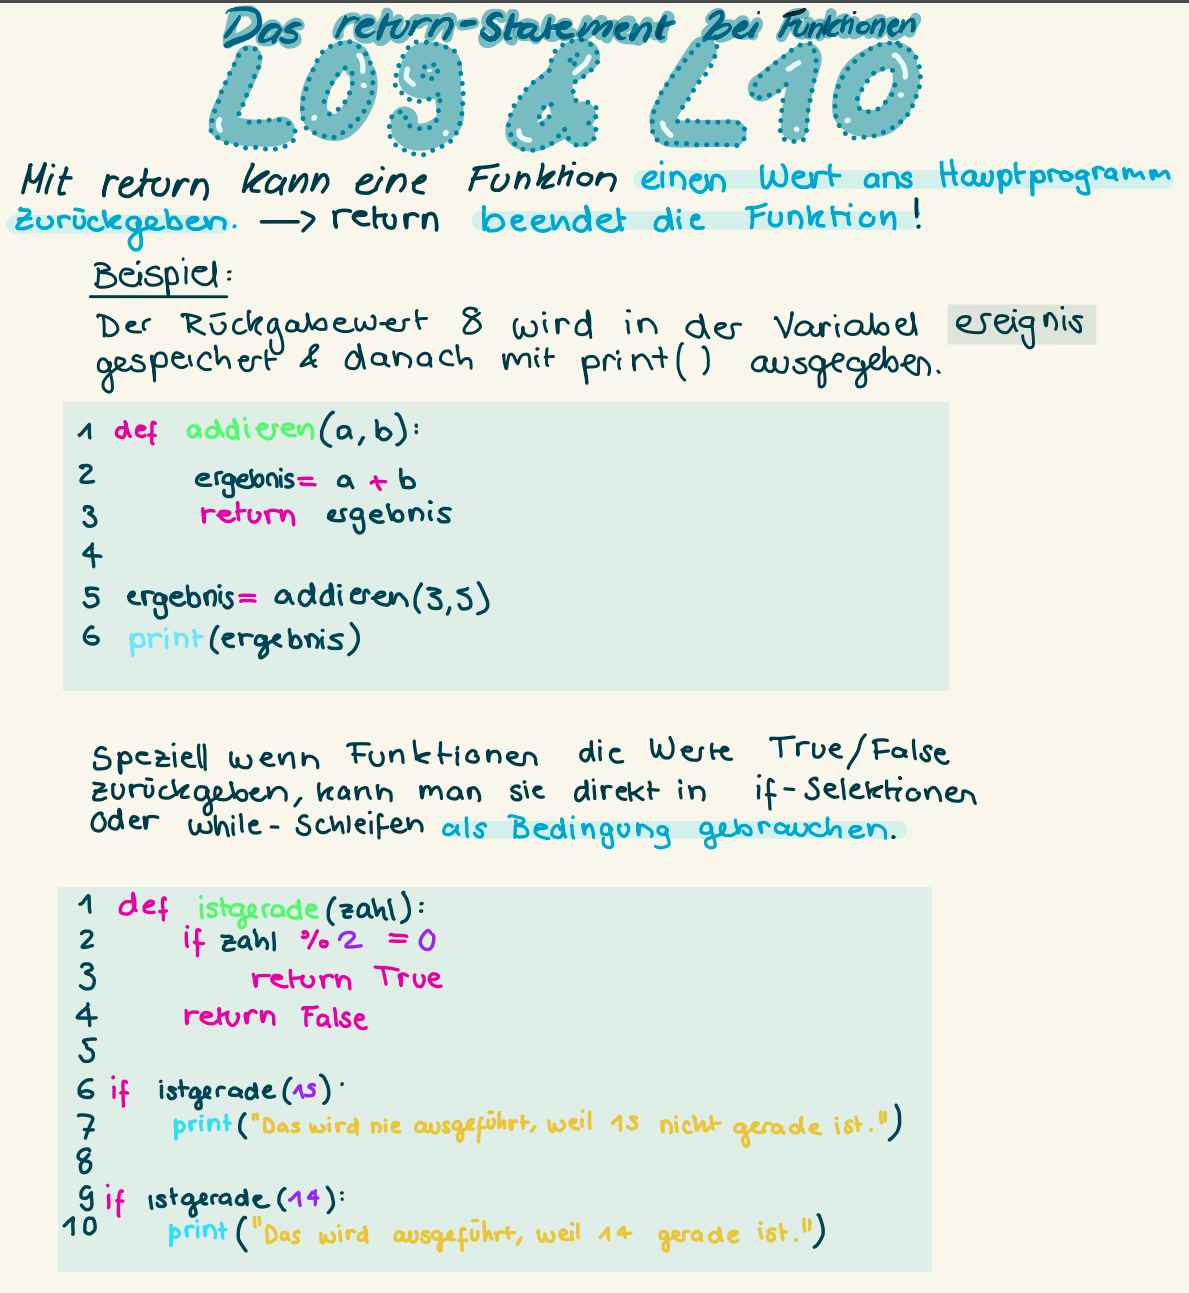 Das return-Statement bei Funktionen
L09 & L10
Mit return kann eine Funktion einen Wert ans Hauptprogramm
zurückgeben. → return beendet die Funktion!
Beispiel:
Der Rückgabewert 8 wird in der Variabel ereignis
gespeichert & danach mit print() ausgegeben.
1 def addieren(a, b):
2 ergebnis= a + b
3 return ergebnis
4
5 ergebnis= addieren(3,5)
6 print(ergebnis)
Speziell wenn Funktionen die Werte True/False
zurückgeben, kann man sie direkt in if-Selektionen
Oder while-Schleifen als Bedingung gebrauchen.
1 def istgerade(zahl):
2 if zahl % 2 = 0
3 return True
4 return False
5
6 if istgerade(15).
7 print("Das wird nie ausgeführt, weil 15 nicht gerade ist.")
8
9 if istgerade(14):
10 print("Das wird ausgeführt, weil 14 gerade ist.")